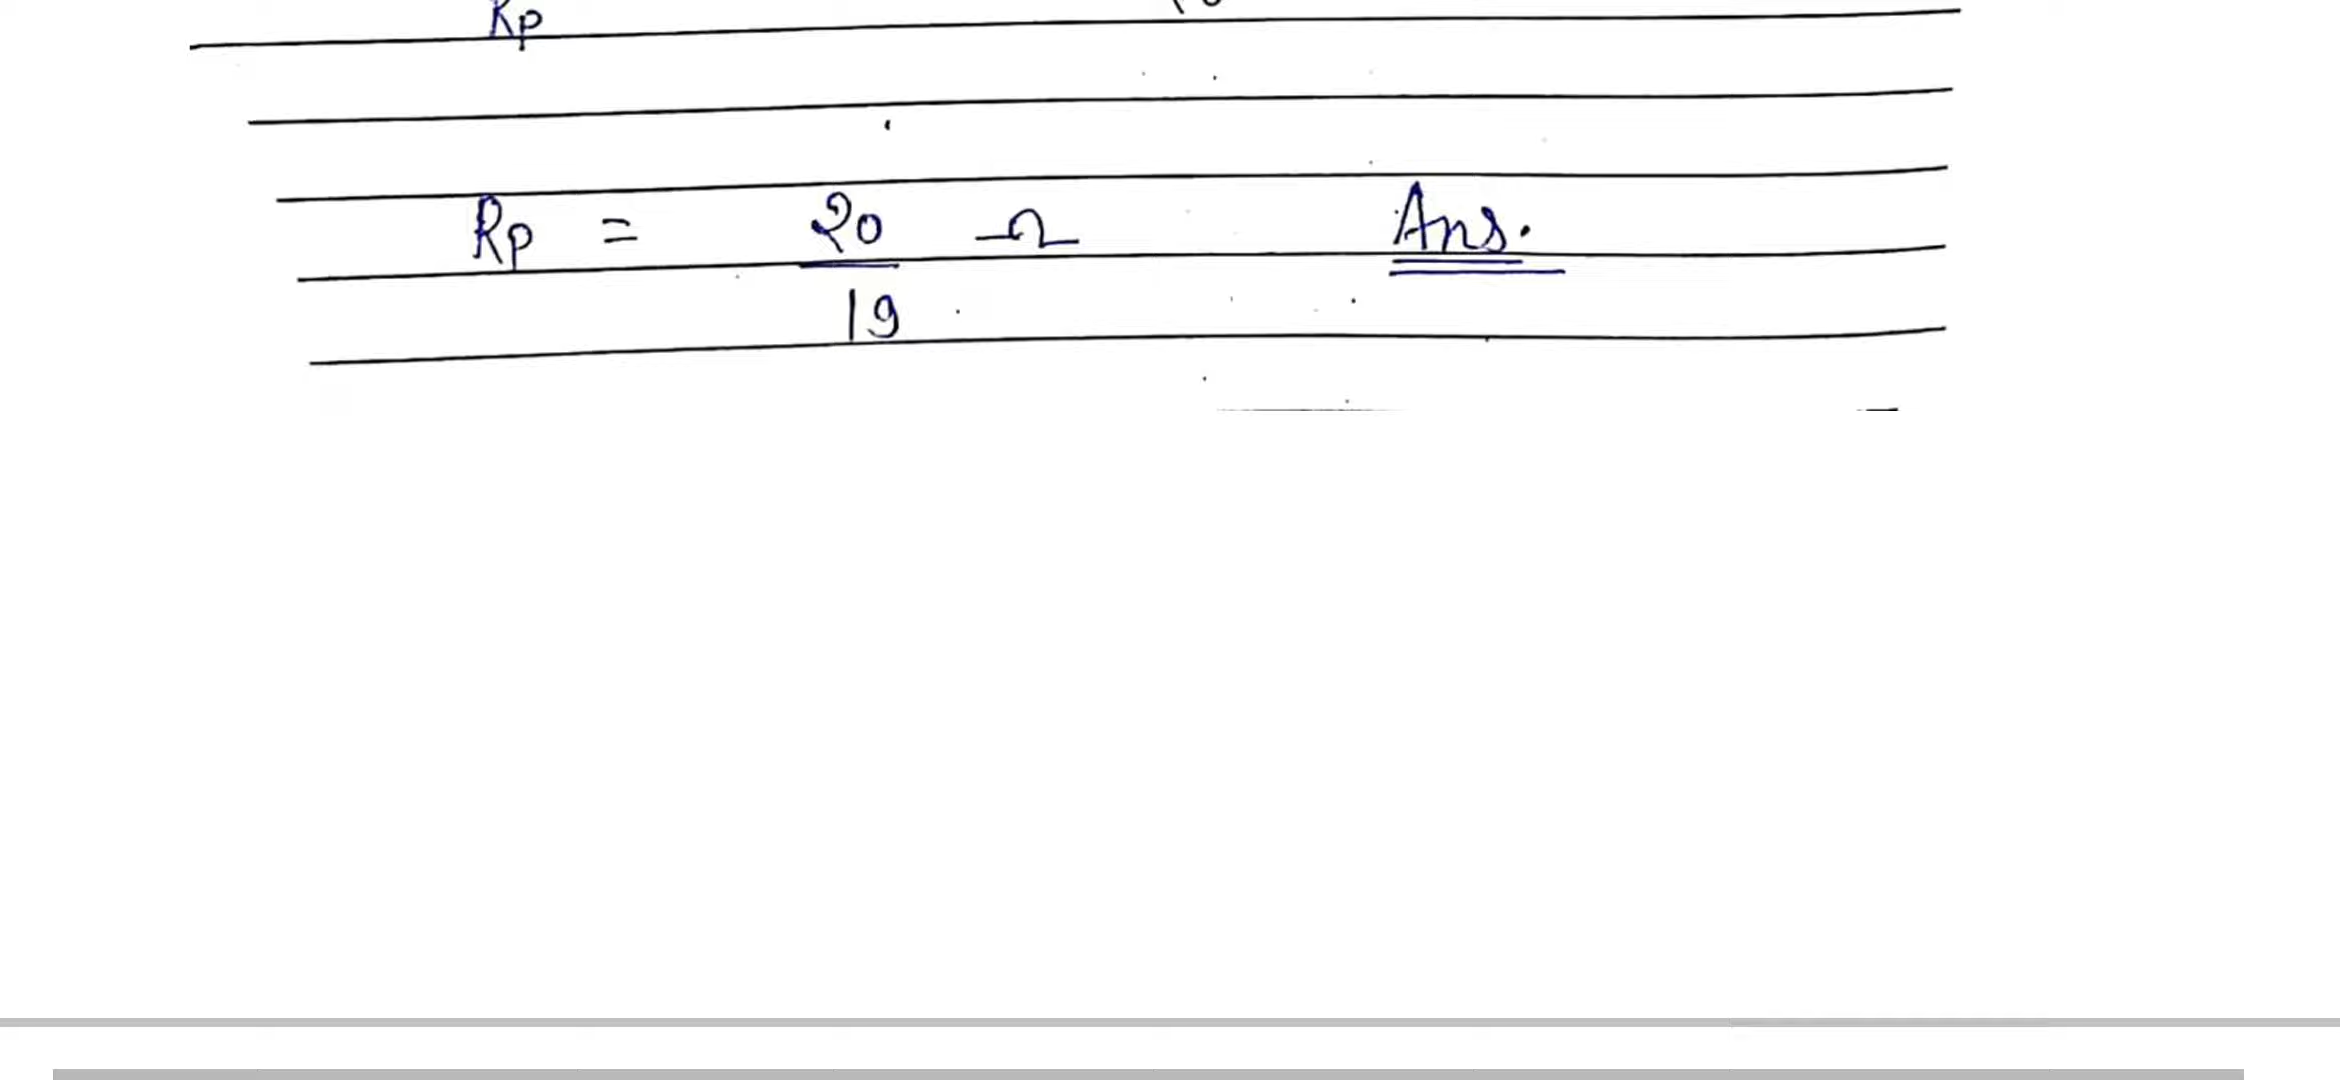 Rp
Rp = 20 Ω Ans.
19